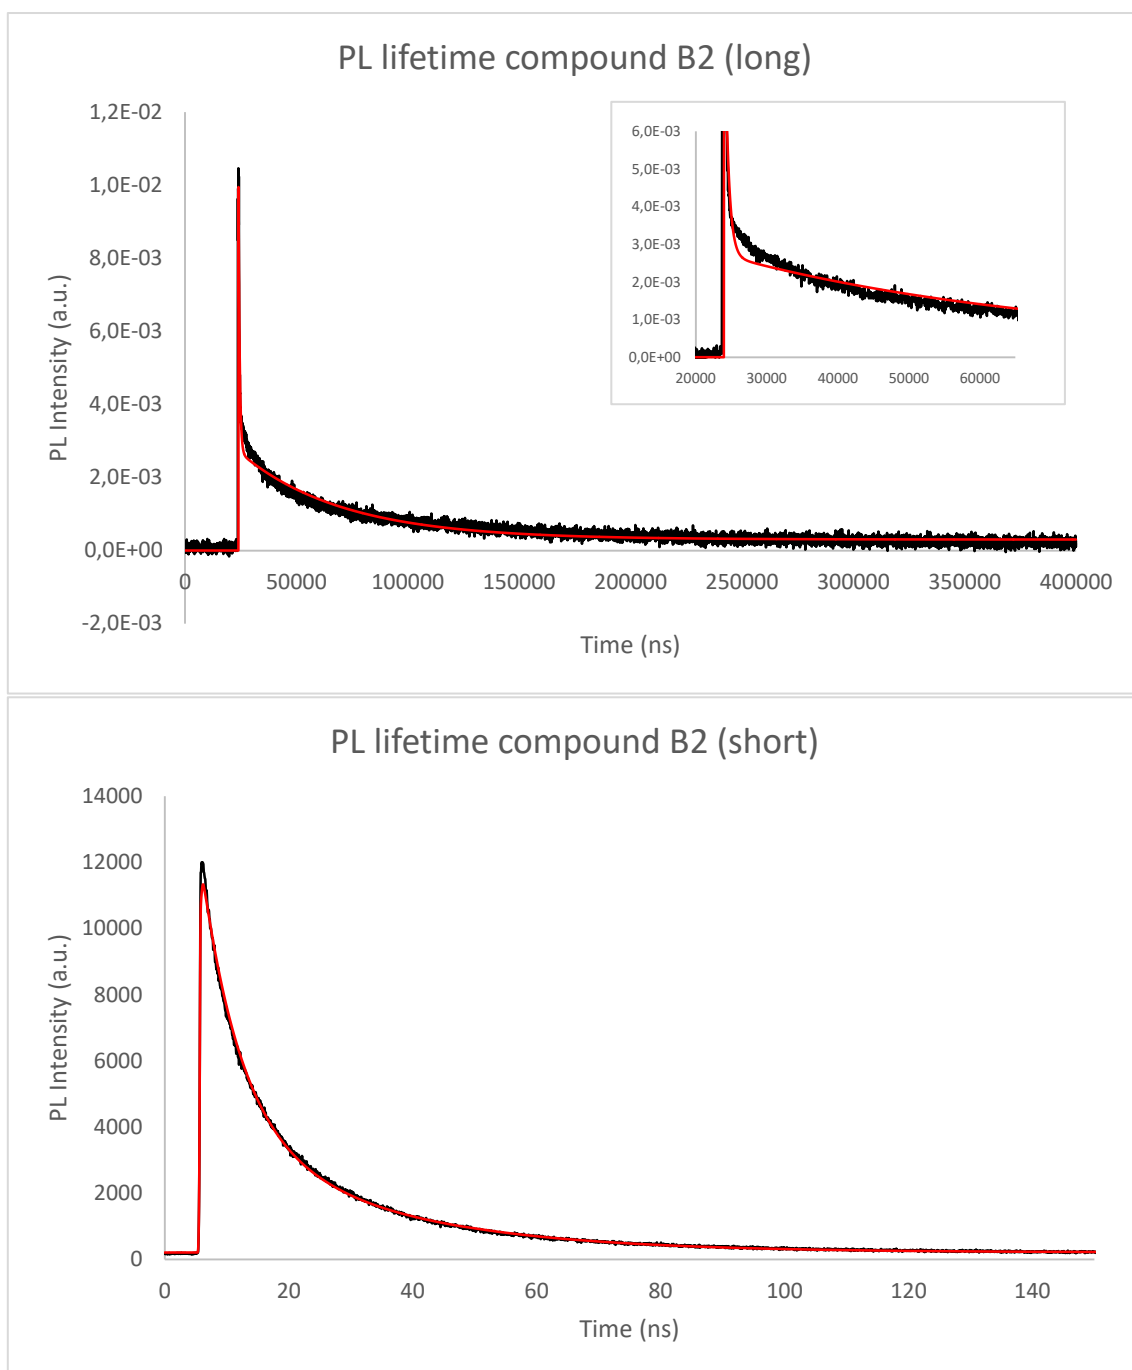 PL lifetime compound B2 (long)
1,2E-02
1,0E-02
8,0E-03
6,0E-03
4,0E-03
2,0E-03
0,0E+00
-2,0E-03
PL Intensity (a.u.)
0 50000 100000 150000 200000 250000 300000 350000 400000
Time (ns)
6,0E-03
5,0E-03
4,0E-03
3,0E-03
2,0E-03
1,0E-03
0,0E+00
20000 30000 40000 50000 60000
PL lifetime compound B2 (short)
14000
12000
10000
8000
6000
4000
2000
0
PL Intensity (a.u.)
0 20 40 60 80 100 120 140
Time (ns)